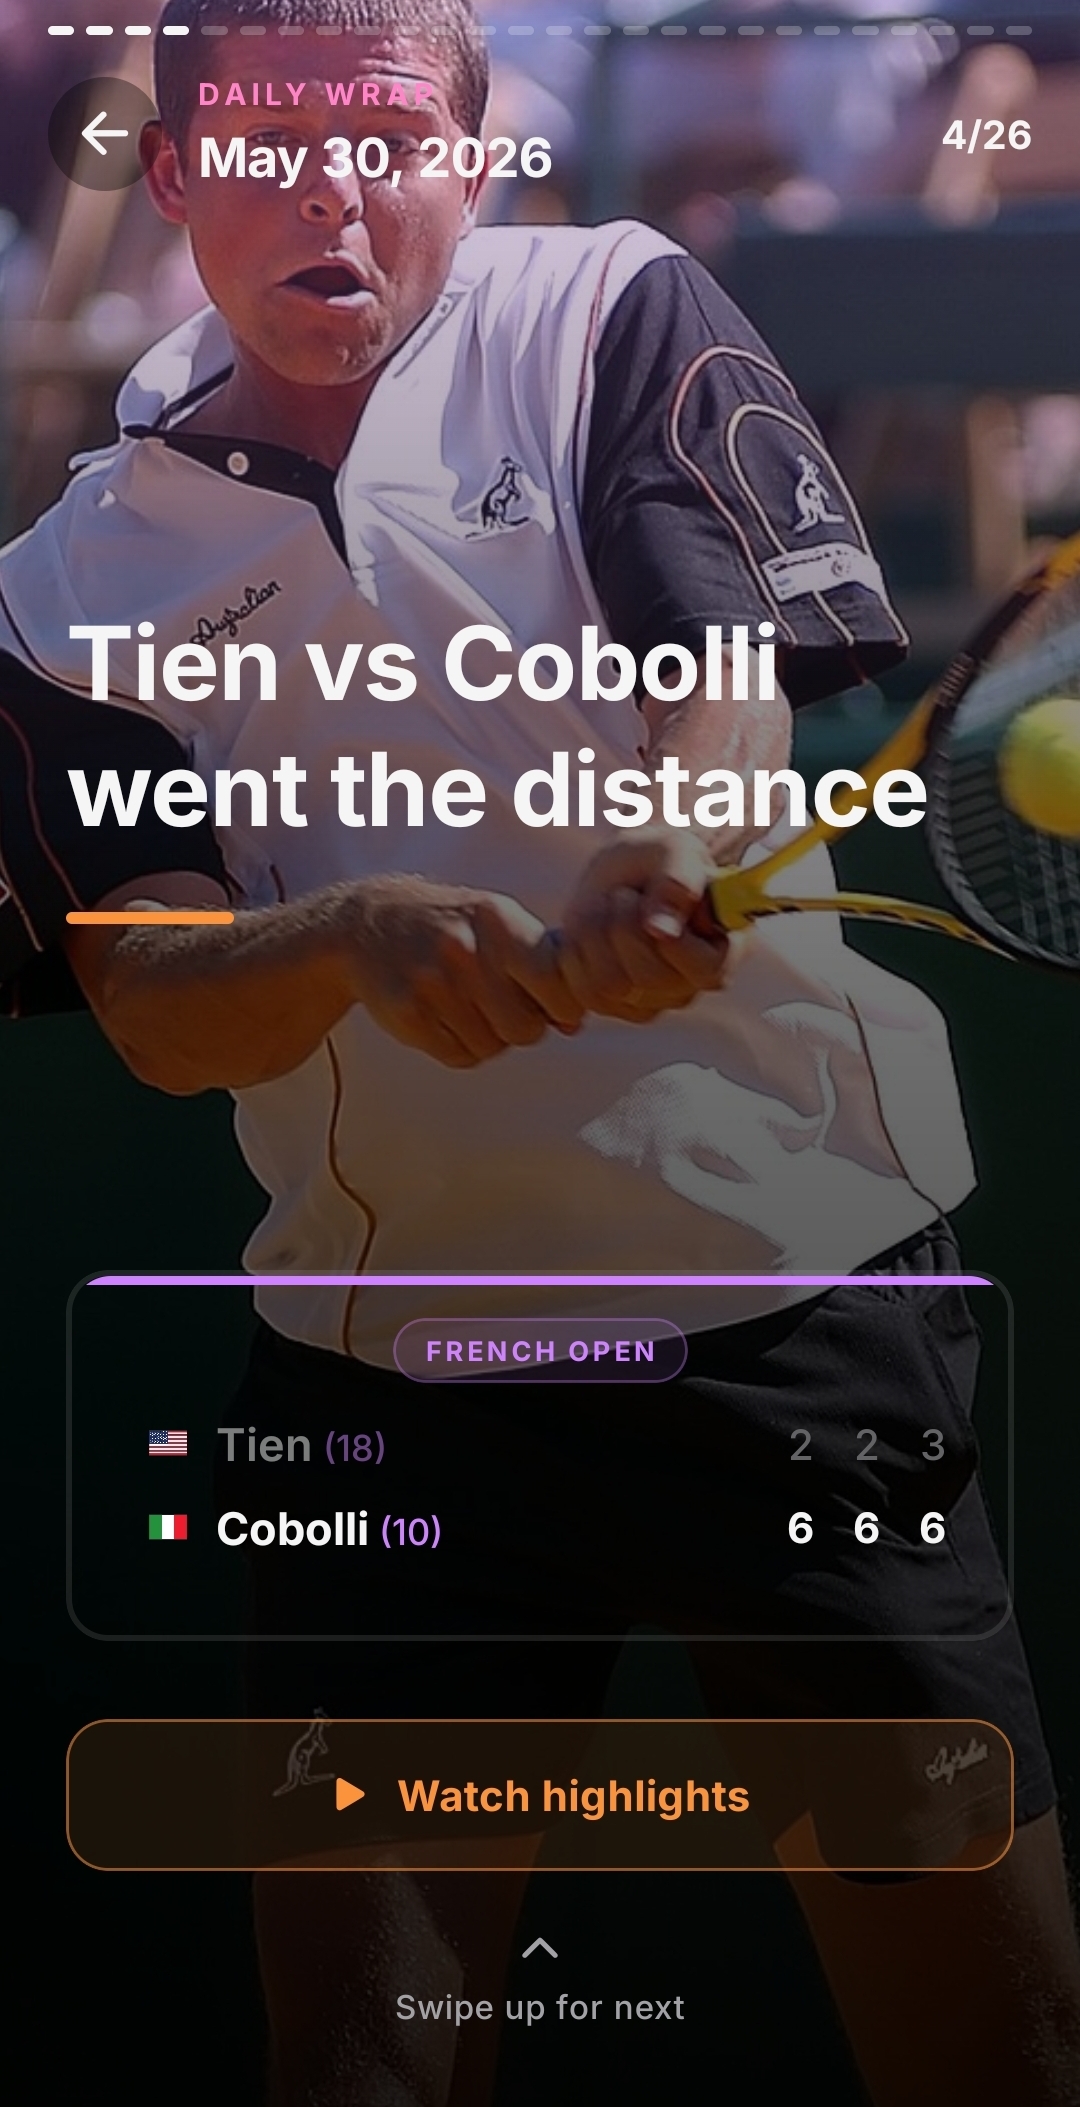 DAILY WRAP
May 30, 2026
4/26
Australian
Tien vs Cobolli
went the distance
FRENCH OPEN
Tien (18) 2 2 3
Cobolli (10) 6 6 6
Watch highlights
Swipe up for next